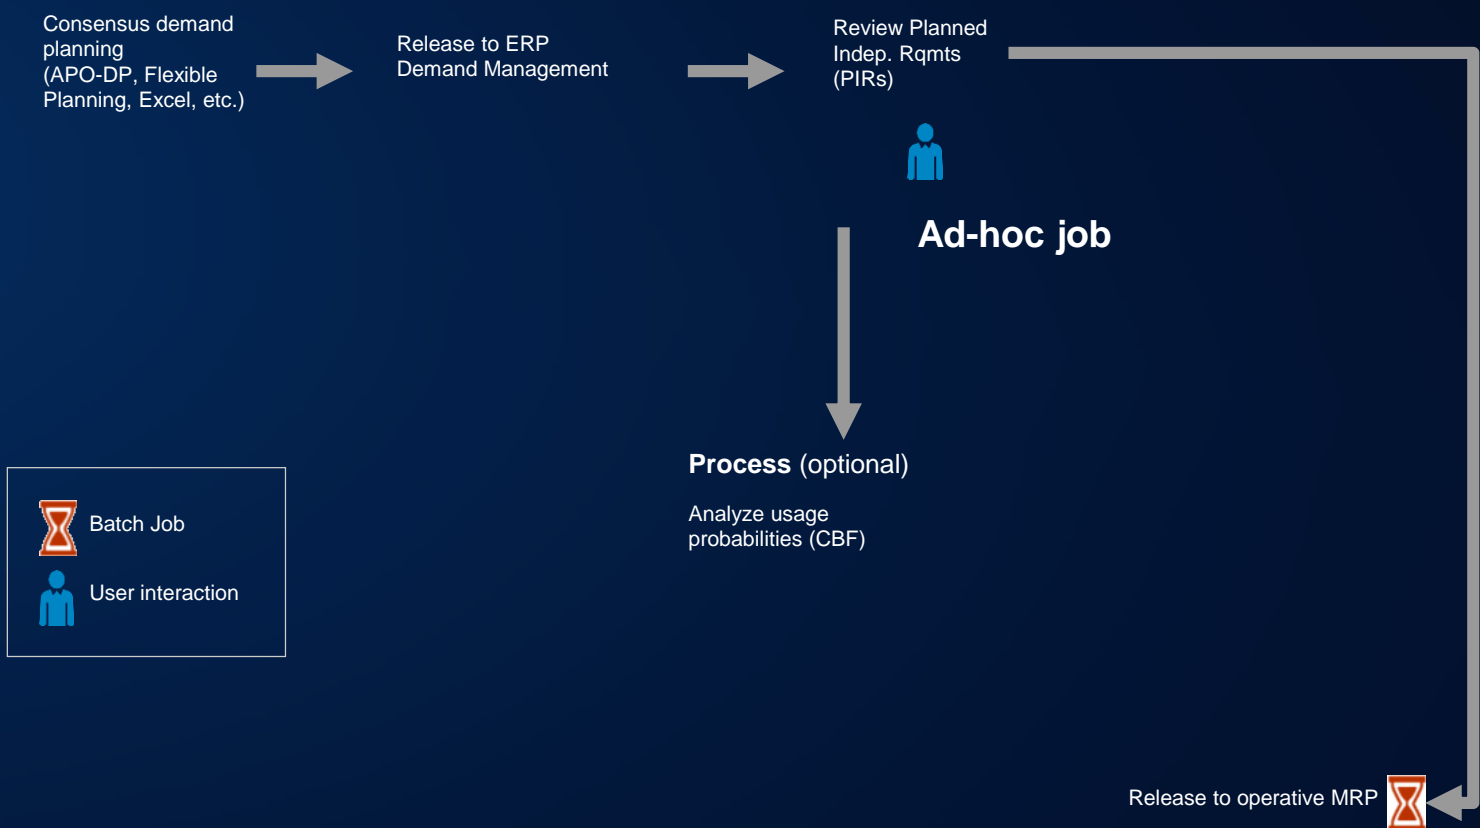 Consensus demand
planning
(APO-DP, Flexible
Planning, Excel, etc.)
Release to ERP
Demand Management
Review Planned
Indep. Rqmts
(PIRs)
Ad-hoc job
Process (optional)
Analyze usage
probabilities (CBF)
Batch Job
User interaction
Release to operative MRP